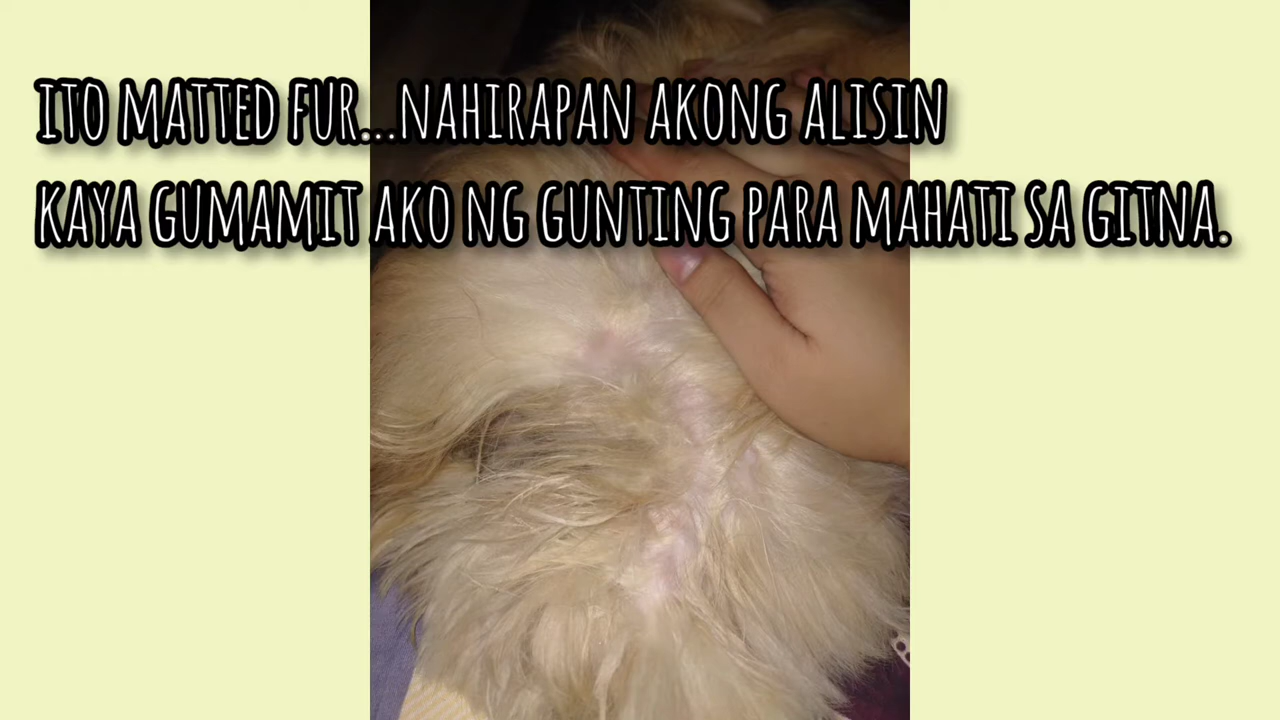 ITO MATTED FUR...NAHIRAPAN AKONG ALISIN
KAYA GUMAMIT AKO NG GUNTING PARA MAHATI SA GITNA.